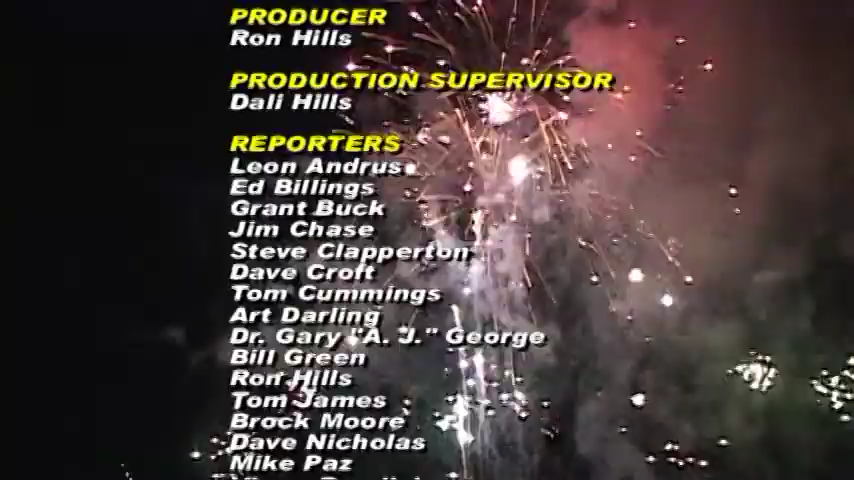 PRODUCER
Ron Hills
PRODUCTION SUPERVISOR
Dali Hills
REPORTERS
Leon Andrus
Ed Billings
Grant Buck
Jim Chase
Steve Clapperton
Dave Croft
Tom Cummings
Art Darling
Dr. Gary "A. J." George
Bill Green
Ron Hills
Tom James
Brock Moore
Dave Nicholas
Mike Paz